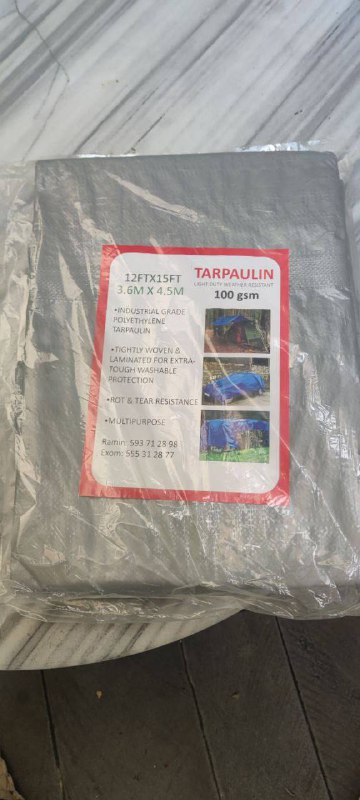 12FTX15FT
3.6M X 4.5M
•INDUSTRIAL GRADE
POLYETHYLENE
TARPAULIN
•TIGHTLY WOVEN &
LAMINATED FOR EXTRA-
TOUGH WASHABLE
PROTECTION
•ROT & TEAR RESISTANCE
•MULTIPURPOSE
Ramin: 593 71 28 98
Exom: 555 31 28 77
TARPAULIN
LIGHT DUTY WEATHER-RESISTANT
100 gsm